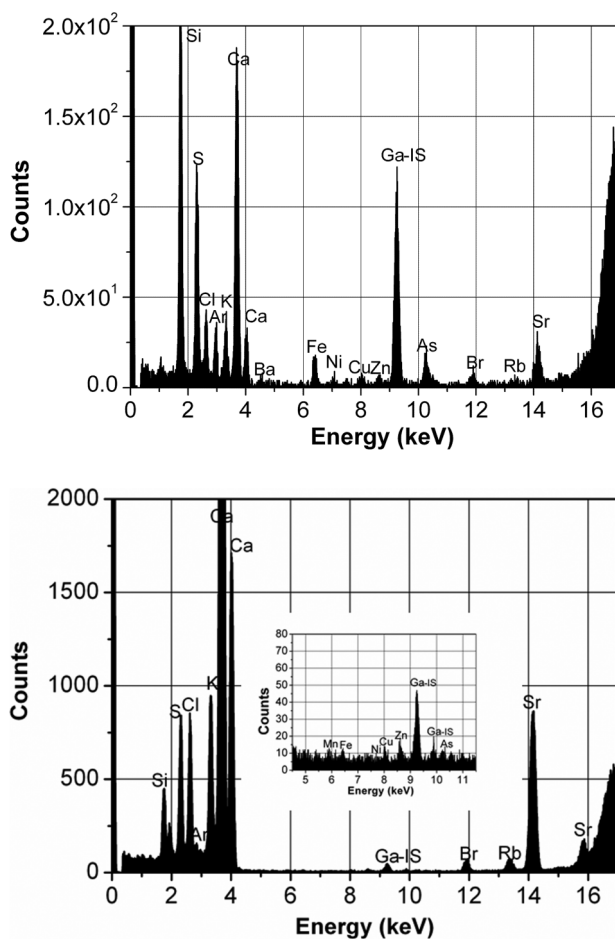 2.0x10²
1.5x10²
1.0x10²
5.0x10¹
0.0
Counts
Si
Ca
S
Ga-IS
Cl
Ar
K
Ca
Ba
Fe
Ni
Cu
Zn
As
Br
Rb
Sr
0 2 4 6 8 10 12 14 16
Energy (keV)
2000
1500
1000
500
0
Counts
Ca
Ca
K
S
Cl
Si
Ar
Sr
Ga-IS
Br
Rb
Sr
80
70
60
50
40
30
20
10
0
Counts
Ga-IS
Mn
Fe
Ni
Cu
Zn
Ga-IS
As
5 6 7 8 9 10 11
Energy (keV)
0 2 4 6 8 10 12 14 16
Energy (keV)